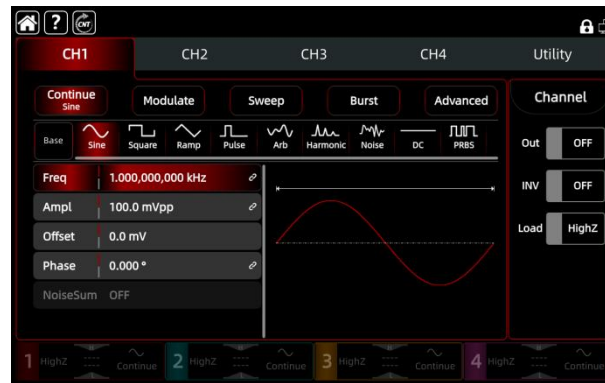 ? CNT
CH1 CH2 CH3 CH4 Utility
Continue Sine Modulate Sweep Burst Advanced Channel
Base Sine Square Ramp Pulse Arb Harmonic Noise DC PRBS
Out OFF
Freq 1.000,000,000 kHz
INV OFF
Ampl 100.0 mVpp
Offset 0.0 mV
Load HighZ
Phase 0.000 °
NoiseSum OFF
1 HighZ Continue 2 HighZ Continue 3 HighZ Continue 4 HighZ Continue